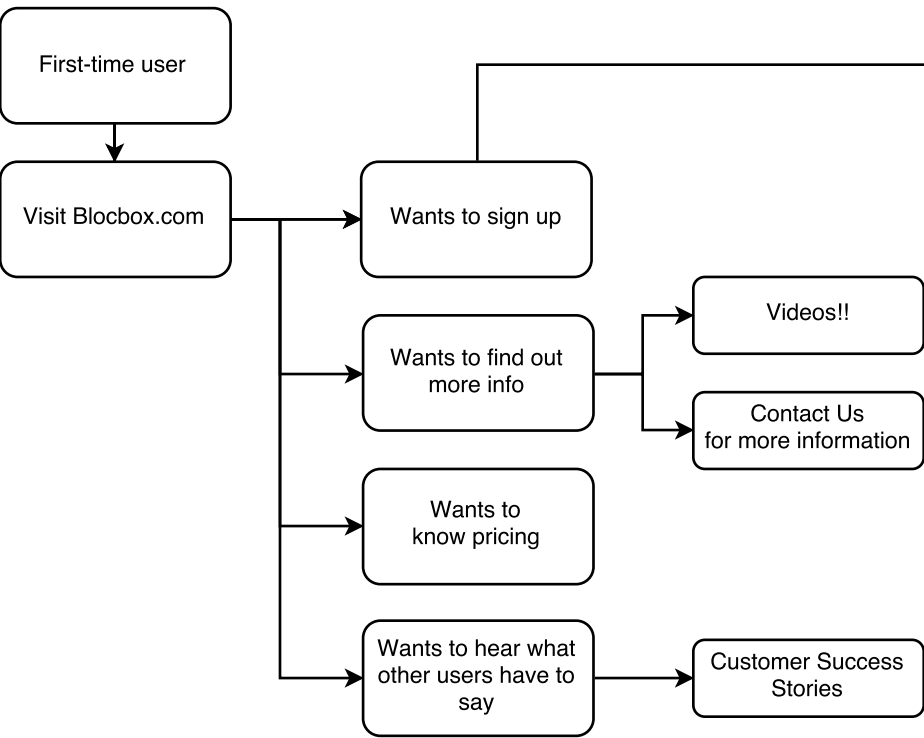 First-time user
Visit Blocbox.com
Wants to sign up
Wants to find out
more info
Videos!!
Contact Us
for more information
Wants to
know pricing
Wants to hear what
other users have to
say
Customer Success
Stories